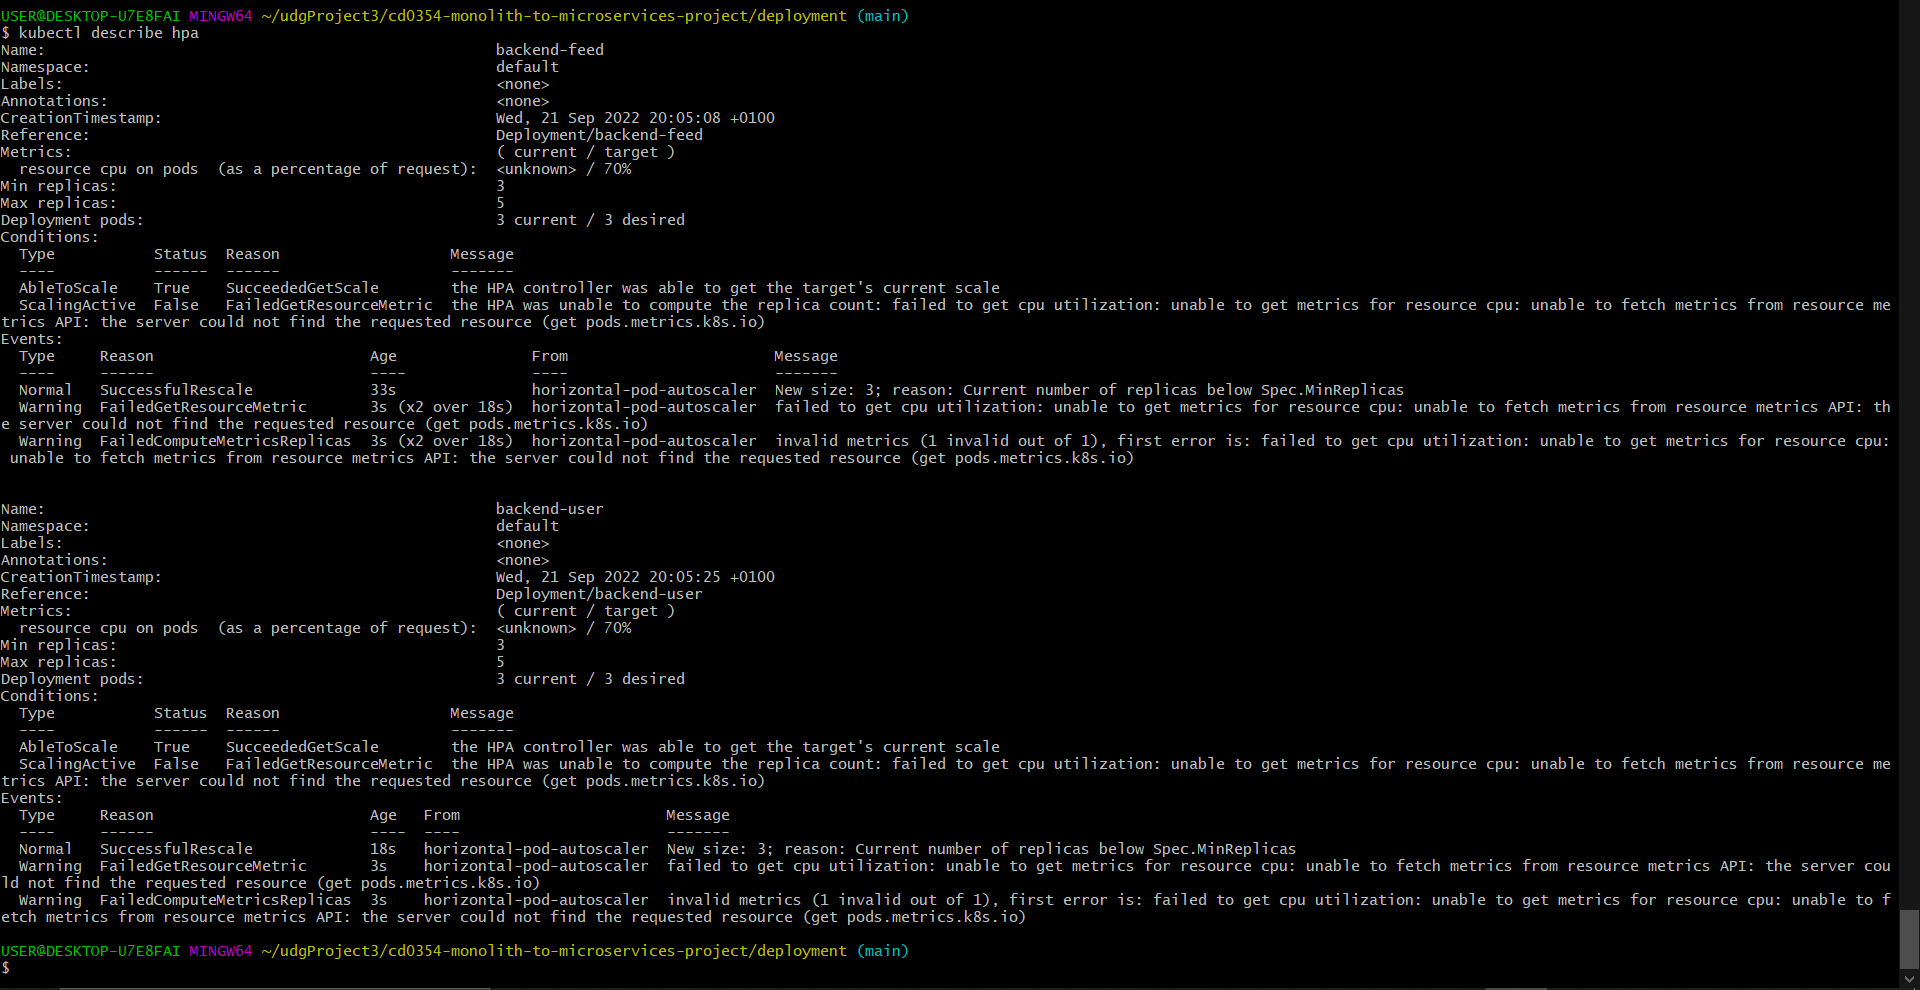 USER@DESKTOP-U7E8FAI MINGW64 ~/udgProject3/cd0354-monolith-to-microservices-project/deployment (main)
$ kubectl describe hpa
Name:                                                  backend-feed
Namespace:                                             default
Labels:                                                <none>
Annotations:                                           <none>
CreationTimestamp:                                     Wed, 21 Sep 2022 20:05:08 +0100
Reference:                                             Deployment/backend-feed
Metrics:                                               ( current / target )
  resource cpu on pods  (as a percentage of request):  <unknown> / 70%
Min replicas:                                          3
Max replicas:                                          5
Deployment pods:                                       3 current / 3 desired
Conditions:
  Type           Status  Reason                   Message
  ----           ------  ------                   -------
  AbleToScale    True    SucceededGetScale        the HPA controller was able to get the target's current scale
  ScalingActive  False   FailedGetResourceMetric  the HPA was unable to compute the replica count: failed to get cpu utilization: unable to get metrics for resource cpu: unable to fetch metrics from resource me
trics API: the server could not find the requested resource (get pods.metrics.k8s.io)
Events:
  Type     Reason                        Age               From                       Message
  ----     ------                        ----              ----                       -------
  Normal   SuccessfulRescale             33s               horizontal-pod-autoscaler  New size: 3; reason: Current number of replicas below Spec.MinReplicas
  Warning  FailedGetResourceMetric       3s (x2 over 18s)  horizontal-pod-autoscaler  failed to get cpu utilization: unable to get metrics for resource cpu: unable to fetch metrics from resource metrics API: th
e server could not find the requested resource (get pods.metrics.k8s.io)
  Warning  FailedComputeMetricsReplicas  3s (x2 over 18s)  horizontal-pod-autoscaler  invalid metrics (1 invalid out of 1), first error is: failed to get cpu utilization: unable to get metrics for resource cpu:
 unable to fetch metrics from resource metrics API: the server could not find the requested resource (get pods.metrics.k8s.io)
Name:                                                  backend-user
Namespace:                                             default
Labels:                                                <none>
Annotations:                                           <none>
CreationTimestamp:                                     Wed, 21 Sep 2022 20:05:25 +0100
Reference:                                             Deployment/backend-user
Metrics:                                               ( current / target )
  resource cpu on pods  (as a percentage of request):  <unknown> / 70%
Min replicas:                                          3
Max replicas:                                          5
Deployment pods:                                       3 current / 3 desired
Conditions:
  Type           Status  Reason                   Message
  ----           ------  ------                   -------
  AbleToScale    True    SucceededGetScale        the HPA controller was able to get the target's current scale
  ScalingActive  False   FailedGetResourceMetric  the HPA was unable to compute the replica count: failed to get cpu utilization: unable to get metrics for resource cpu: unable to fetch metrics from resource me
trics API: the server could not find the requested resource (get pods.metrics.k8s.io)
Events:
  Type     Reason                        Age   From                       Message
  ----     ------                        ----  ----                       -------
  Normal   SuccessfulRescale             18s   horizontal-pod-autoscaler  New size: 3; reason: Current number of replicas below Spec.MinReplicas
  Warning  FailedGetResourceMetric       3s    horizontal-pod-autoscaler  failed to get cpu utilization: unable to get metrics for resource cpu: unable to fetch metrics from resource metrics API: the server cou
ld not find the requested resource (get pods.metrics.k8s.io)
  Warning  FailedComputeMetricsReplicas  3s    horizontal-pod-autoscaler  invalid metrics (1 invalid out of 1), first error is: failed to get cpu utilization: unable to get metrics for resource cpu: unable to f
etch metrics from resource metrics API: the server could not find the requested resource (get pods.metrics.k8s.io)
USER@DESKTOP-U7E8FAI MINGW64 ~/udgProject3/cd0354-monolith-to-microservices-project/deployment (main)
$